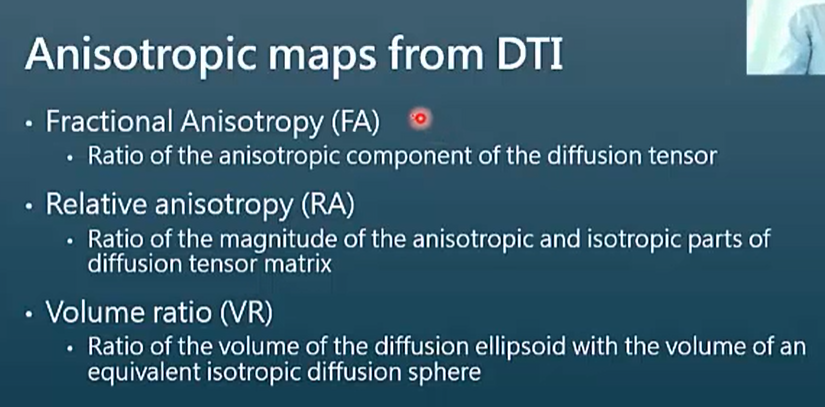 Anisotropic maps from DTI
• Fractional Anisotropy (FA)
• Ratio of the anisotropic component of the diffusion tensor
• Relative anisotropy (RA)
• Ratio of the magnitude of the anisotropic and isotropic parts of
diffusion tensor matrix
• Volume ratio (VR)
• Ratio of the volume of the diffusion ellipsoid with the volume of an
equivalent isotropic diffusion sphere